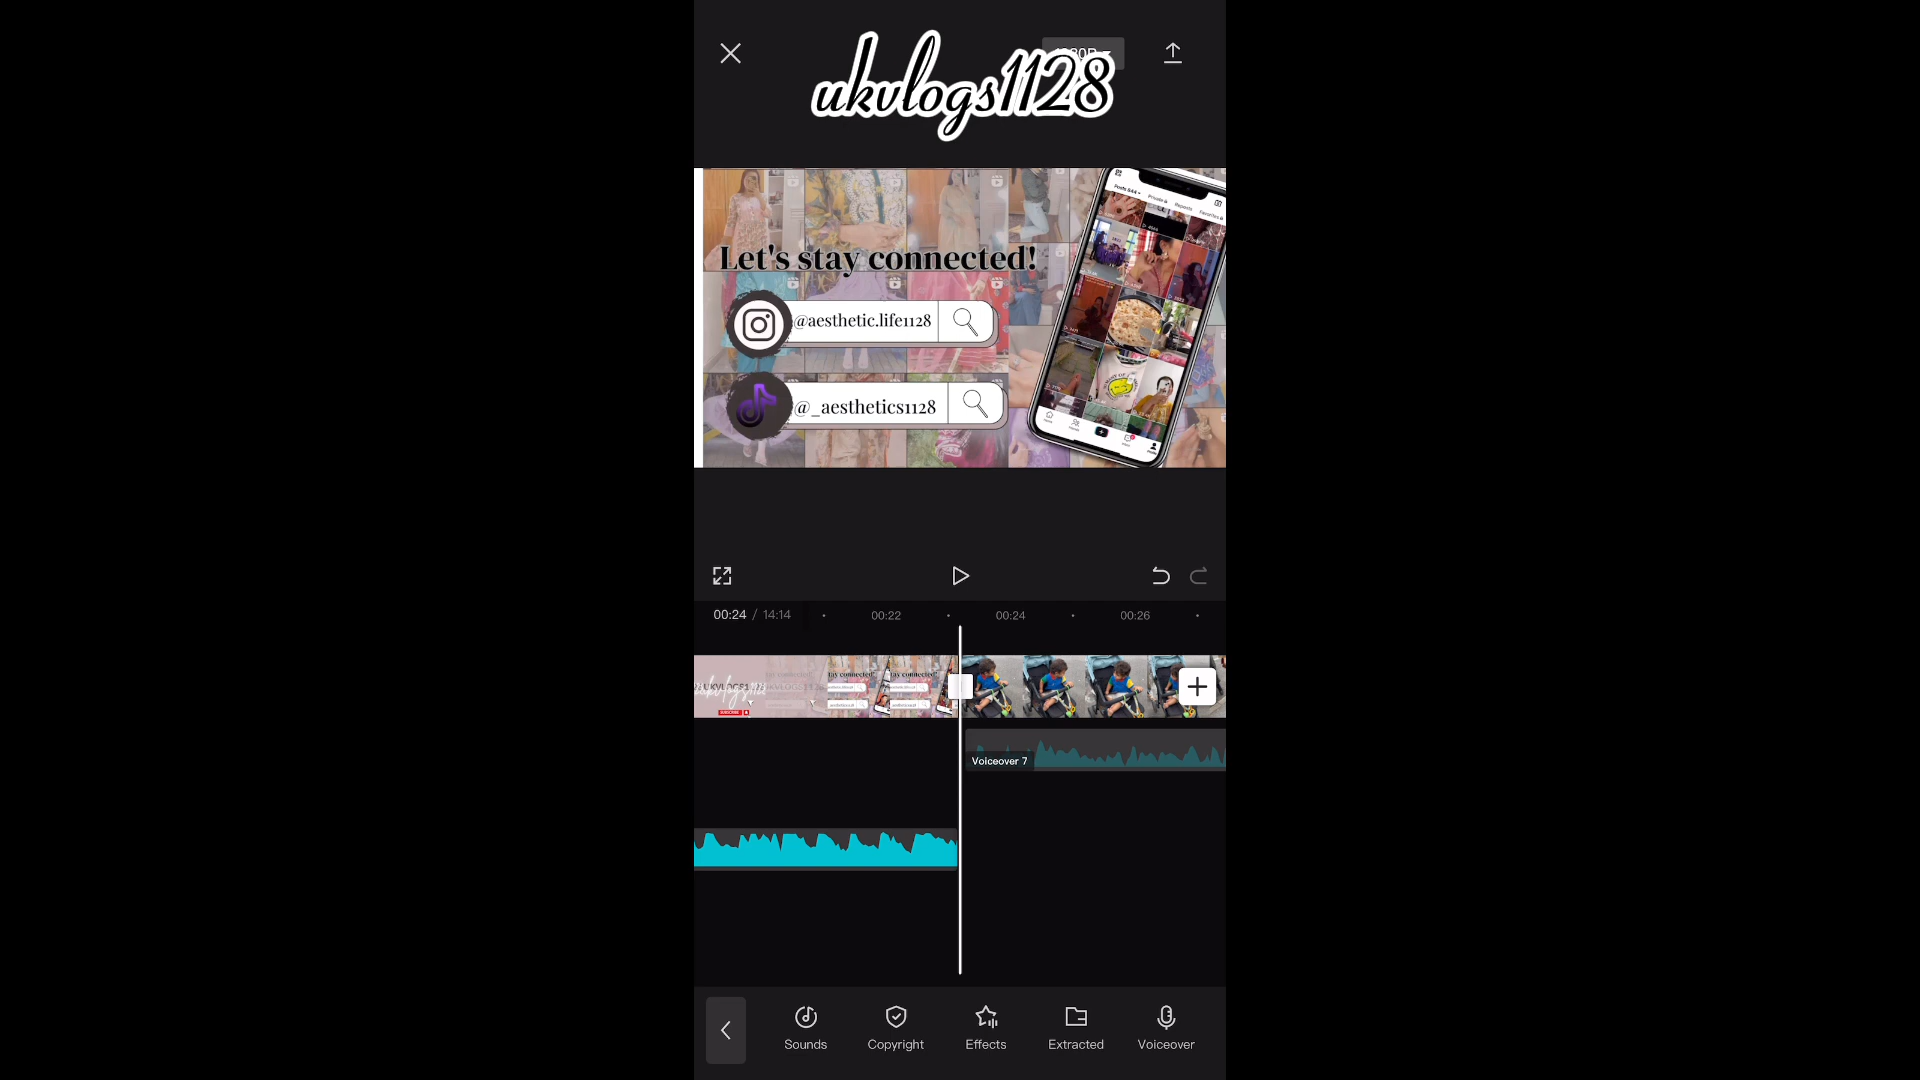 ukvlogs1128
Let's stay connected!
@aesthetic.life1128
@_aesthetics1128
00:24 / 14:14
00:22
00:24
00:26
Voiceover 7
Sounds
Copyright
Effects
Extracted
Voiceover